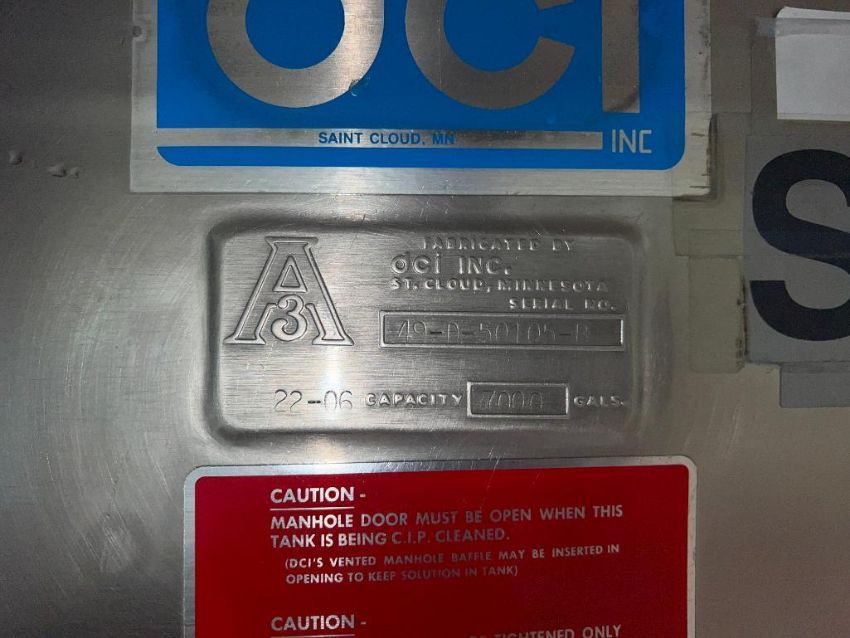 dci
SAINT CLOUD, MN INC
FABRICATED BY
dci INC.
ST. CLOUD, MINNESOTA
SERIAL NO.
A
3
22-06 CAPACITY GALS.
S
CAUTION -
MANHOLE DOOR MUST BE OPEN WHEN THIS
TANK IS BEING C.I.P. CLEANED.
(DCI'S VENTED MANHOLE BAFFLE MAY BE INSERTED IN
OPENING TO KEEP SOLUTION IN TANK)
CAUTION -
TIGHTENED ONLY